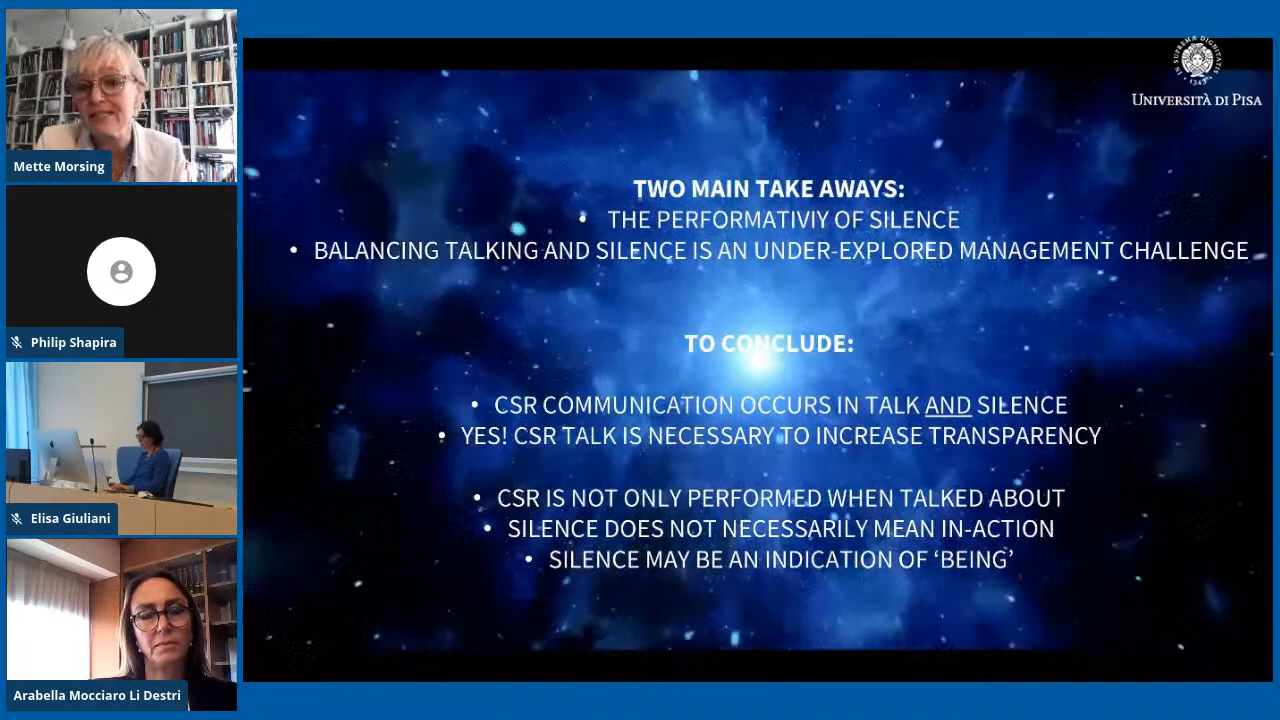 Mette Morsing
Philip Shapira
Elisa Giuliani
Arabella Mocciaro Li Destri
UNIVERSITÀ DI PISA
TWO MAIN TAKE AWAYS:
• THE PERFORMATIVIY OF SILENCE
• BALANCING TALKING AND SILENCE IS AN UNDER-EXPLORED MANAGEMENT CHALLENGE
TO CONCLUDE:
• CSR COMMUNICATION OCCURS IN TALK AND SILENCE
• YES! CSR TALK IS NECESSARY TO INCREASE TRANSPARENCY
• CSR IS NOT ONLY PERFORMED WHEN TALKED ABOUT
• SILENCE DOES NOT NECESSARILY MEAN IN-ACTION
• SILENCE MAY BE AN INDICATION OF ‘BEING’